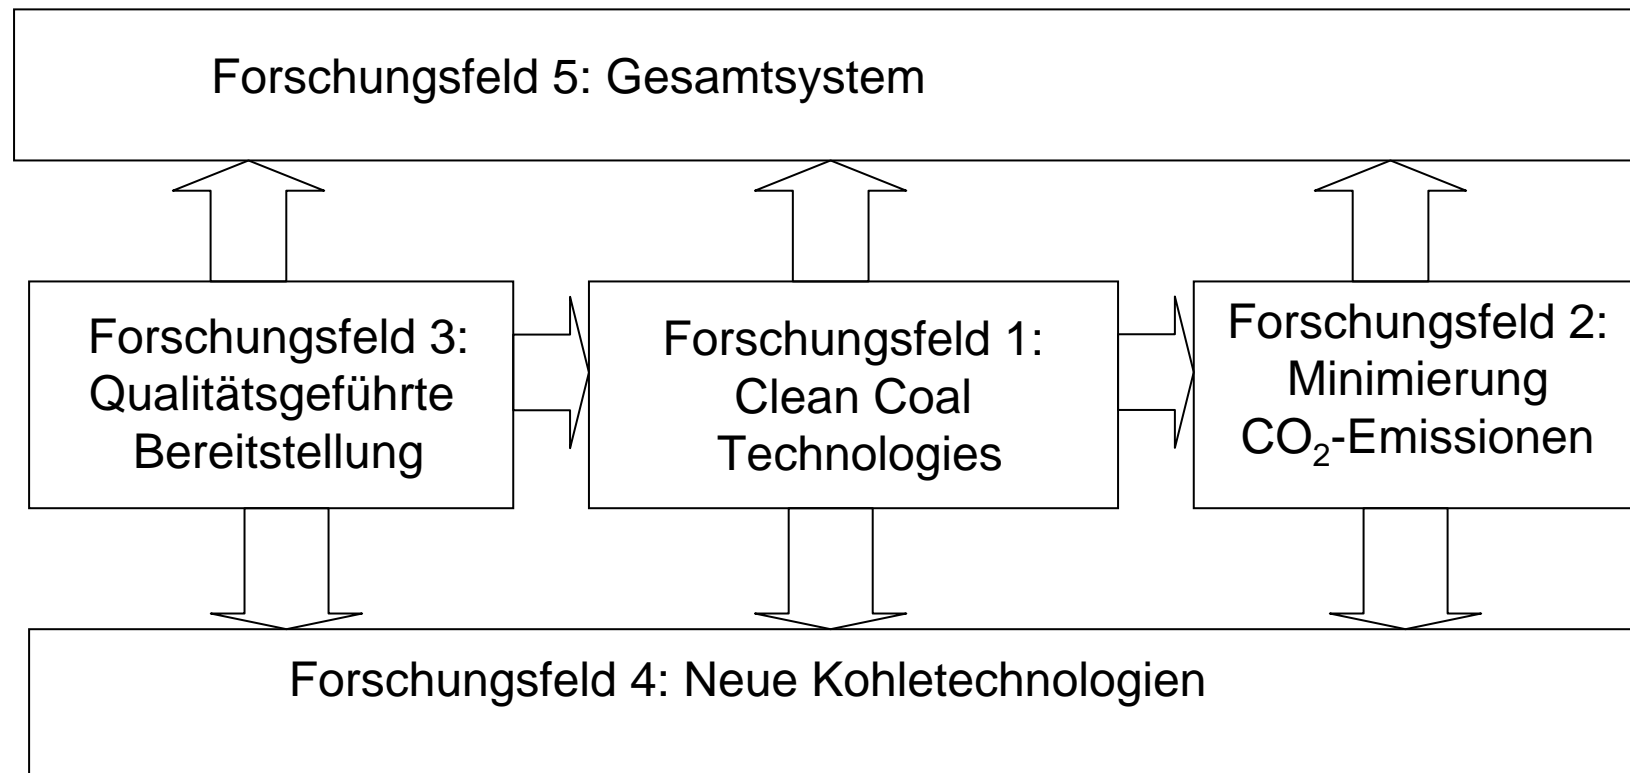 Forschungsfeld 5: Gesamtsystem
Forschungsfeld 3:
Qualitätsgeführte
Bereitstellung
Forschungsfeld 1:
Clean Coal
Technologies
Forschungsfeld 2:
Minimierung
CO₂-Emissionen
Forschungsfeld 4: Neue Kohletechnologien